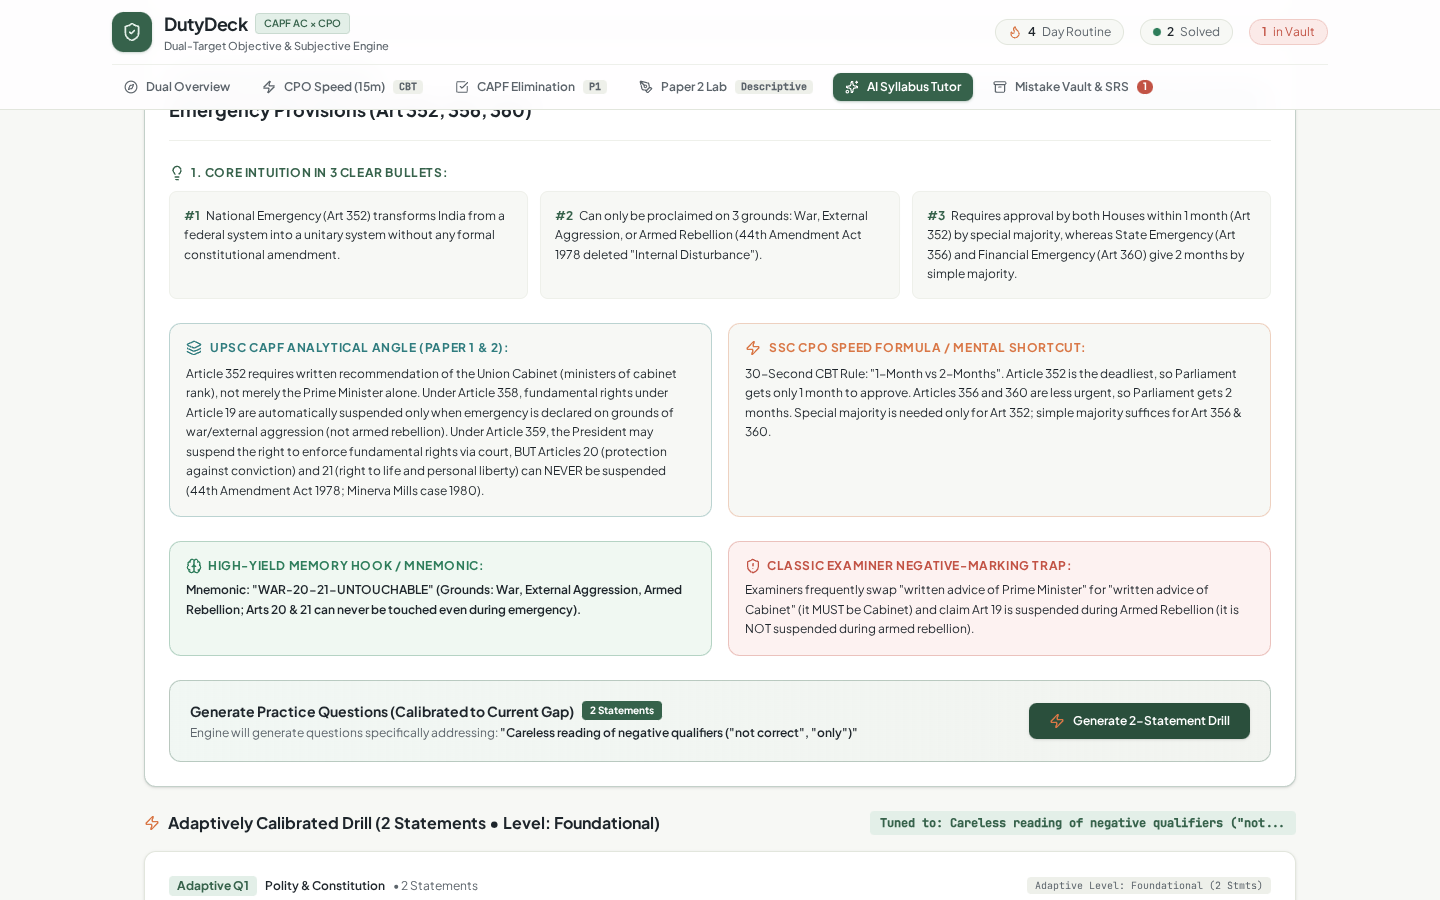 DutyDeck CAPF AC × CPO
Dual-Target Objective & Subjective Engine
4 Day Routine
2 Solved
1 in Vault
Dual Overview
CPO Speed (15m) CBT
CAPF Elimination P1
Paper 2 Lab Descriptive
AI Syllabus Tutor
Mistake Vault & SRS 1
Emergency Provisions (Art 352, 356, 360)
1. CORE INTUITION IN 3 CLEAR BULLETS:
#1 National Emergency (Art 352) transforms India from a
federal system into a unitary system without any formal
constitutional amendment.
#2 Can only be proclaimed on 3 grounds: War, External
Aggression, or Armed Rebellion (44th Amendment Act
1978 deleted "Internal Disturbance").
#3 Requires approval by both Houses within 1 month (Art
352) by special majority, whereas State Emergency (Art
356) and Financial Emergency (Art 360) give 2 months by
simple majority.
UPSC CAPF ANALYTICAL ANGLE (PAPER 1 & 2):
Article 352 requires written recommendation of the Union Cabinet (ministers of cabinet
rank), not merely the Prime Minister alone. Under Article 358, fundamental rights under
Article 19 are automatically suspended only when emergency is declared on grounds of
war/external aggression (not armed rebellion). Under Article 359, the President may
suspend the right to enforce fundamental rights via court, BUT Articles 20 (protection
against conviction) and 21 (right to life and personal liberty) can NEVER be suspended
(44th Amendment Act 1978; Minerva Mills case 1980).
SSC CPO SPEED FORMULA / MENTAL SHORTCUT:
30-Second CBT Rule: "1-Month vs 2-Months". Article 352 is the deadliest, so Parliament
gets only 1 month to approve. Articles 356 and 360 are less urgent, so Parliament gets 2
months. Special majority is needed only for Art 352; simple majority suffices for Art 356 &
360.
HIGH-YIELD MEMORY HOOK / MNEMONIC:
Mnemonic: "WAR-20-21-UNTOUCHABLE" (Grounds: War, External Aggression, Armed
Rebellion; Arts 20 & 21 can never be touched even during emergency).
CLASSIC EXAMINER NEGATIVE-MARKING TRAP:
Examiners frequently swap "written advice of Prime Minister" for "written advice of
Cabinet" (it MUST be Cabinet) and claim Art 19 is suspended during Armed Rebellion (it is
NOT suspended during armed rebellion).
Generate Practice Questions (Calibrated to Current Gap) 2 Statements
Engine will generate questions specifically addressing: "Careless reading of negative qualifiers ("not correct", "only")"
Generate 2-Statement Drill
Adaptively Calibrated Drill (2 Statements • Level: Foundational)
Tuned to: Careless reading of negative qualifiers ("not...
Adaptive Q1 Polity & Constitution • 2 Statements
Adaptive Level: Foundational (2 Stmts)